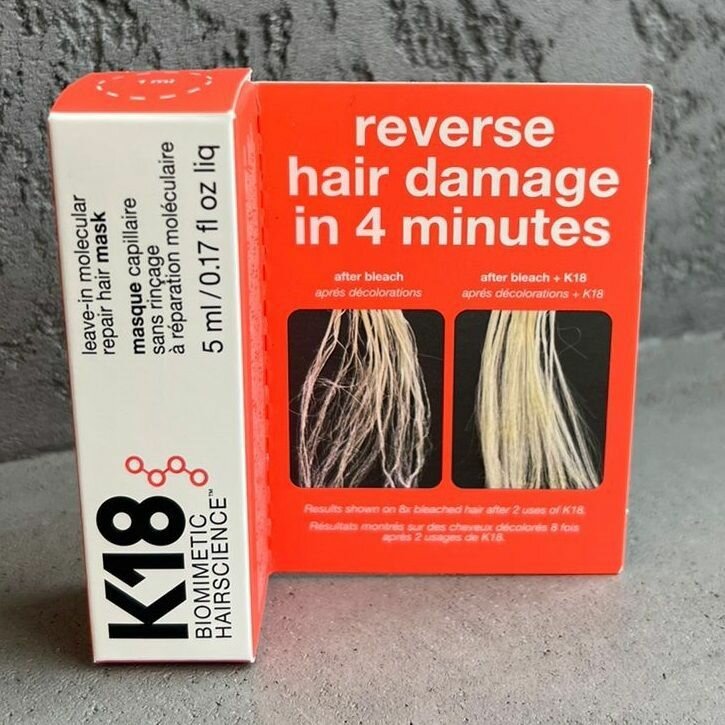 1 ml
leave-in molecular
repair hair mask
masque capillaire
sans rinçage
à réparation moléculaire
5 ml/0.17 fl oz liq
K18
BIOMIMETIC
HAIRSCIENCE™
reverse
hair damage
in 4 minutes
after bleach
aprés décolorations
after bleach + K18
aprés décolorations + K18
Results shown on 8x bleached hair after 2 uses of K18.
Résultats montrés sur des cheveux décolorés 8 fois
après 2 usages de K18.